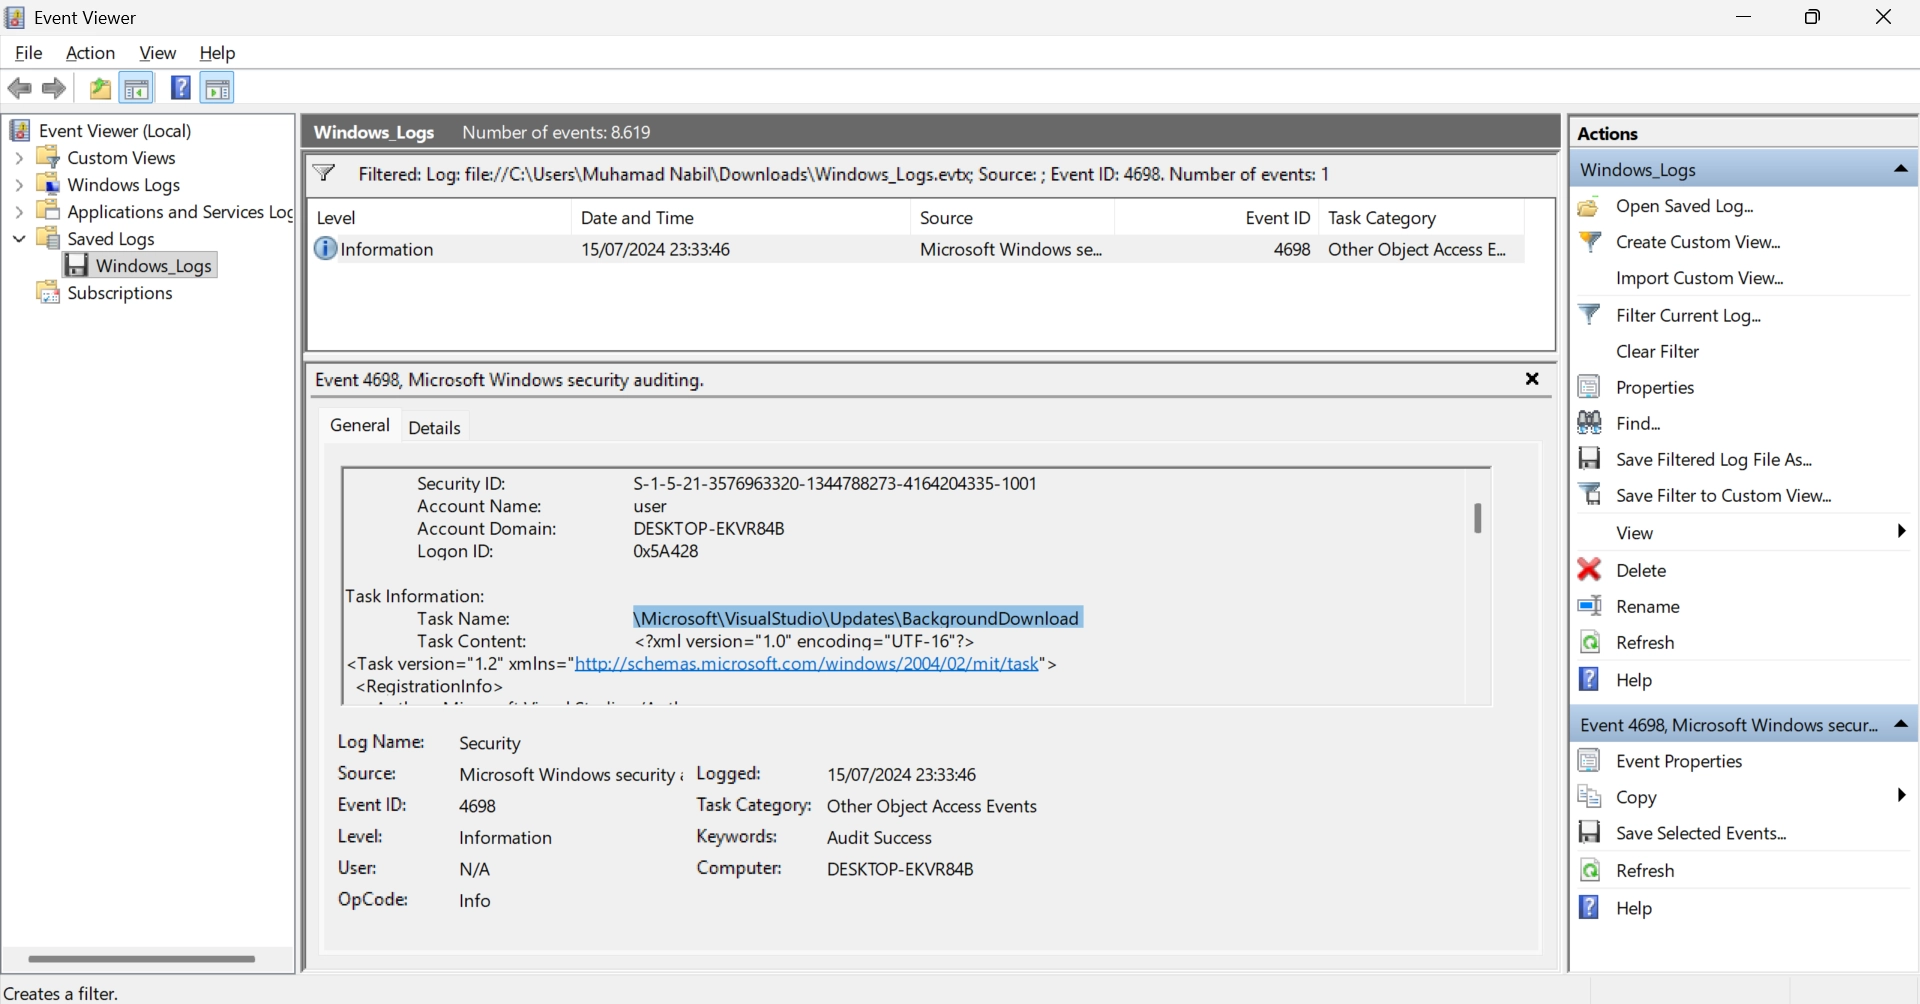 Event Viewer
File Action View Help
Event Viewer (Local)
Custom Views
Windows Logs
Applications and Services Log
Saved Logs
Windows_Logs
Subscriptions
Windows_Logs Number of events: 8.619
Filtered: Log: file://C:\Users\Muhamad Nabil\Downloads\Windows_Logs.evtx; Source: ; Event ID: 4698. Number of events: 1
Level Date and Time Source Event ID Task Category
Information 15/07/2024 23:33:46 Microsoft Windows se... 4698 Other Object Access E...
Event 4698, Microsoft Windows security auditing.
General Details
Security ID: S-1-5-21-3576963320-1344788273-4164204335-1001
Account Name: user
Account Domain: DESKTOP-EKVR84B
Logon ID: 0x5A428
Task Information:
Task Name: \Microsoft\VisualStudio\Updates\BackgroundDownload
Task Content: <?xml version="1.0" encoding="UTF-16"?>
<Task version="1.2" xmlns="http://schemas.microsoft.com/windows/2004/02/mit/task">
<RegistrationInfo>
Log Name: Security
Source: Microsoft Windows security Logged: 15/07/2024 23:33:46
Event ID: 4698 Task Category: Other Object Access Events
Level: Information Keywords: Audit Success
User: N/A Computer: DESKTOP-EKVR84B
OpCode: Info
Actions
Windows_Logs
Open Saved Log...
Create Custom View...
Import Custom View...
Filter Current Log...
Clear Filter
Properties
Find...
Save Filtered Log File As...
Save Filter to Custom View...
View
Delete
Rename
Refresh
Help
Event 4698, Microsoft Windows secur...
Event Properties
Copy
Save Selected Events...
Refresh
Help
Creates a filter.